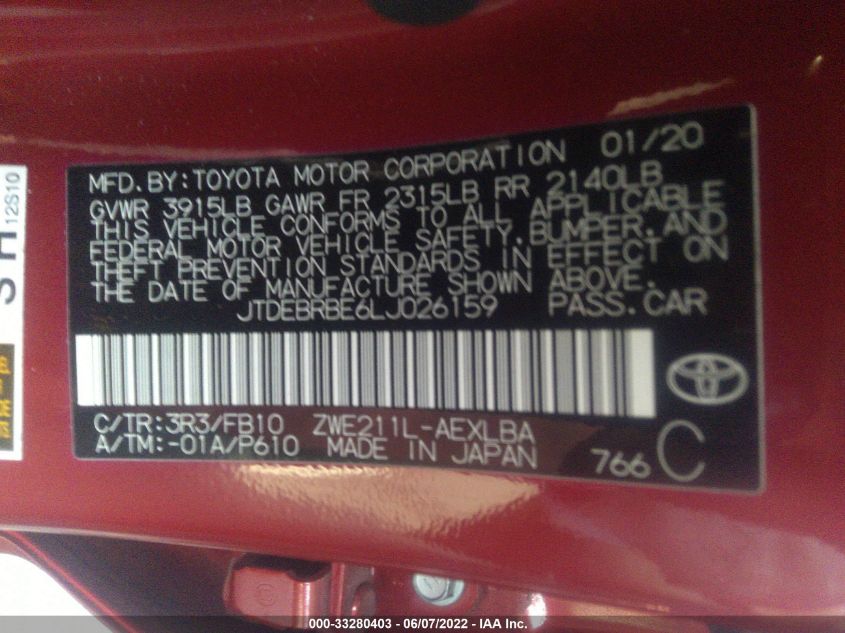 MFD.BY:TOYOTA MOTOR CORPORATION 01/20
GVWR 3915LB GAWR FR 2315LB RR 2140LB
THIS VEHICLE CONFORMS TO ALL APPLICABLE
FEDERAL MOTOR VEHICLE SAFETY,BUMPER,AND
THEFT PREVENTION STANDARDS IN EFFECT ON
THE DATE OF MANUFACTURE SHOWN ABOVE.
JTDEBRBE6LJ026159 PASS.CAR
C/TR:3R3/FB10 ZWE211L-AEXLBA
A/TM:-01A/P610 MADE IN JAPAN 766 C
12S10
000-33280403 - 06/07/2022 - IAA Inc.